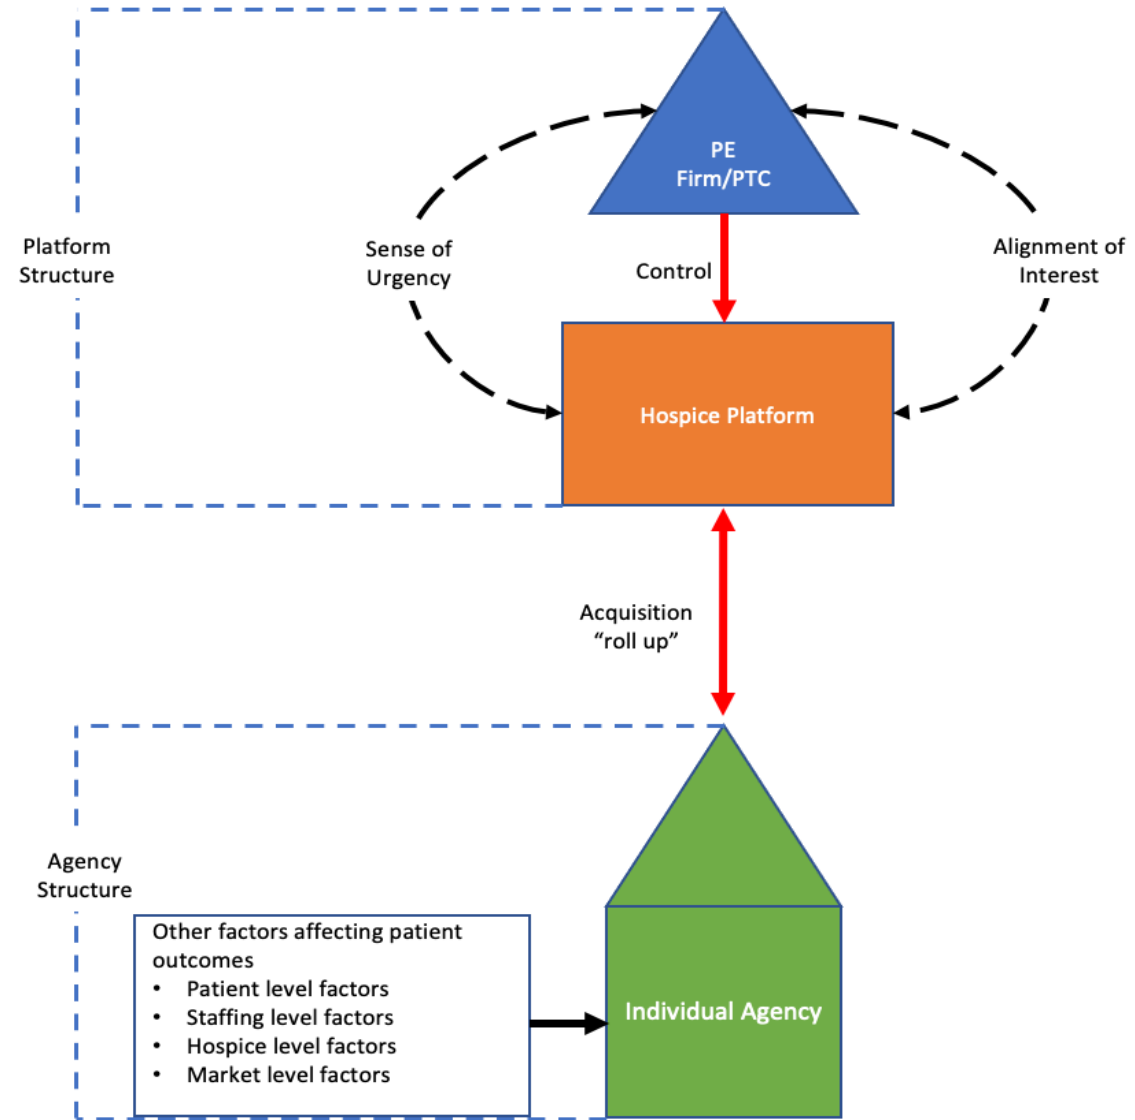 PE
Firm/PTC
Platform
Structure
Sense of
Urgency
Control
Alignment of
Interest
Hospice Platform
Acquisition
“roll up”
Agency
Structure
Other factors affecting patient
outcomes
• Patient level factors
• Staffing level factors
• Hospice level factors
• Market level factors
Individual Agency